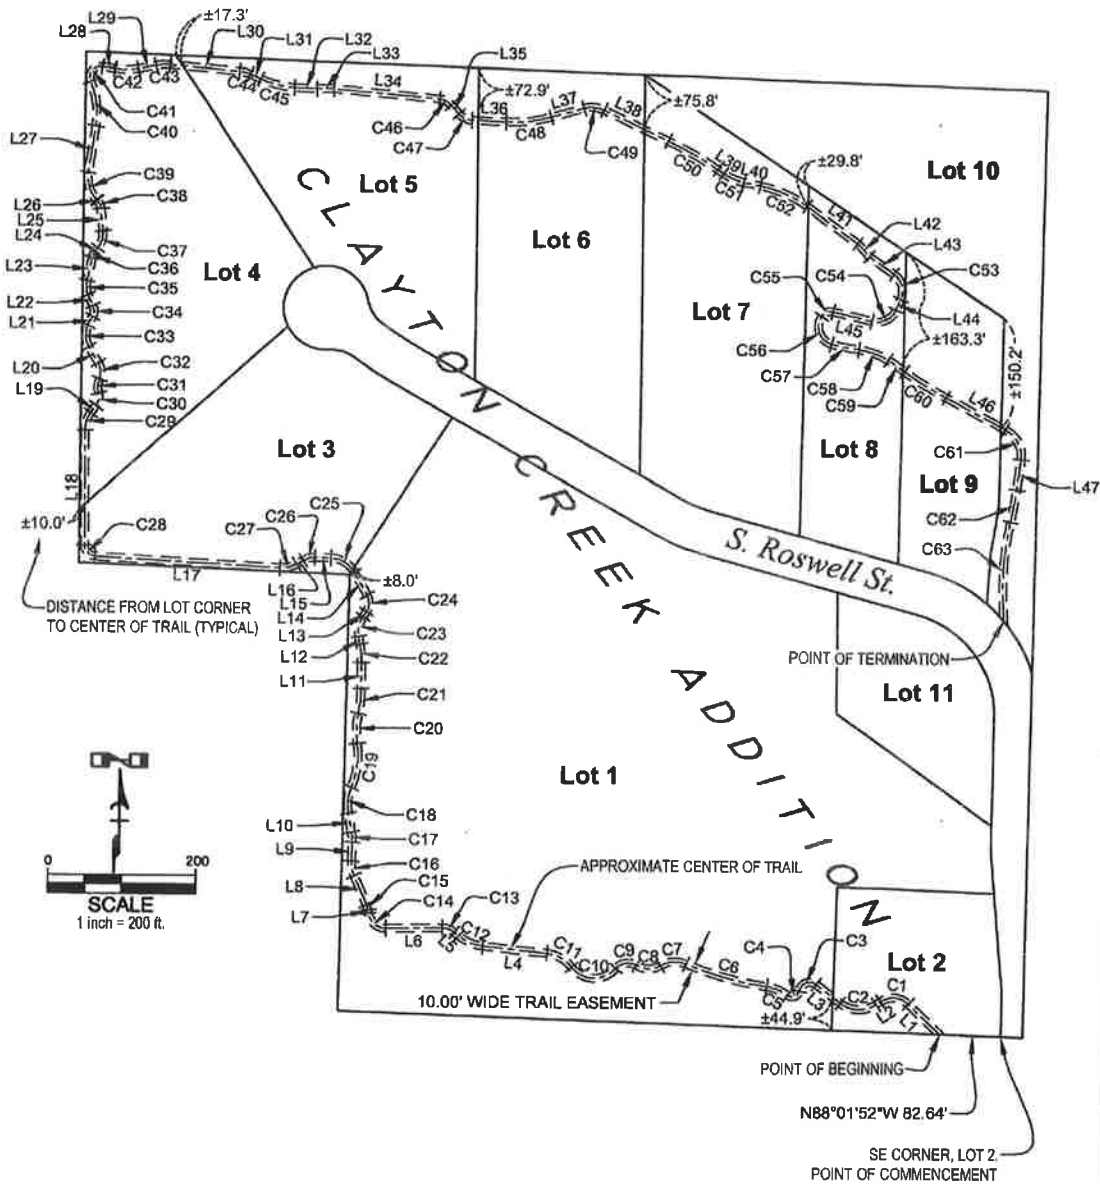 L29
L28
±17.3'
L30
L31
L32
L33
L35
C42
C43
C44
C45
L34
±72.9'
L36
L37
L38
±75.8'
C41
C40
L27
C46
C47
C48
C49
C50
L39
L40
±29.8'
Lot 10
C51
C52
L41
L42
L43
C39
C38
L26
L25
L24
C37
L23
C36
C35
L22
C34
L21
C33
L20
C32
C31
L19
C30
C29
Lot 5
Lot 4
Lot 6
Lot 7
C55
C54
C53
L45
L44
C56
±163.3'
C57
C58
C59
C60
L46
±150.2'
C61
L47
C62
C63
Lot 8
Lot 9
Lot 3
L18
±10.0'
C28
C27
C26
C25
L17
L16
L15
L14
±8.0'
C24
L13
C23
L12
C22
L11
C21
C20
C19
C18
L10
C17
L9
C16
L8
C15
L7
C14
DISTANCE FROM LOT CORNER
TO CENTER OF TRAIL (TYPICAL)
CLAYTON CREEK ADDITION
S. Roswell St.
POINT OF TERMINATION
Lot 11
Lot 1
0 200
SCALE
1 inch = 200 ft.
APPROXIMATE CENTER OF TRAIL
C13
L6
L5
C12
L4
C11
C10
C9
C8
C7
C6
C5
C4
C3
L3
C2
L2
C1
L1
Lot 2
10.00' WIDE TRAIL EASEMENT
±44.9'
POINT OF BEGINNING
N88°01'52"W 82.64'
SE CORNER, LOT 2.
POINT OF COMMENCEMENT